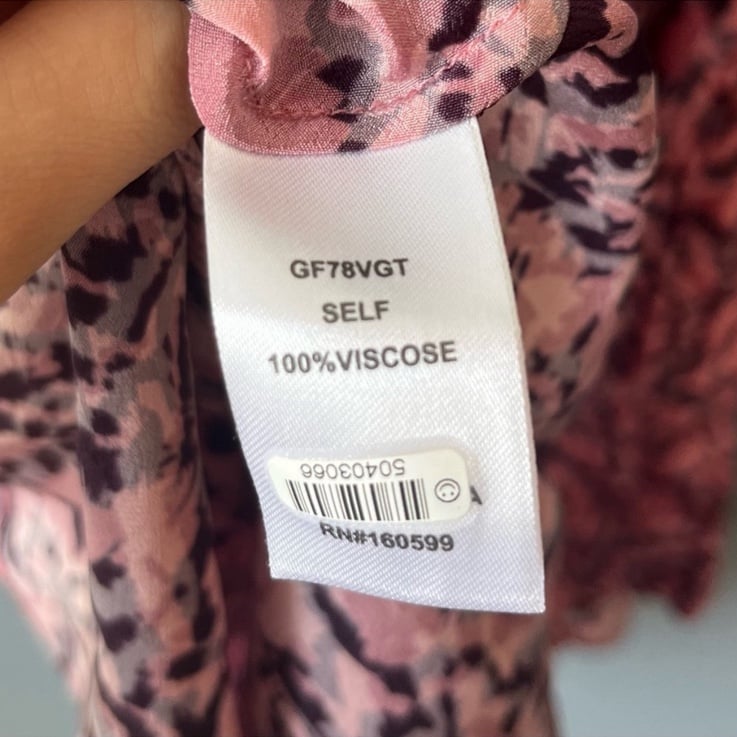 GF78VGT
SELF
100%VISCOSE
50403066
A
RN#160599